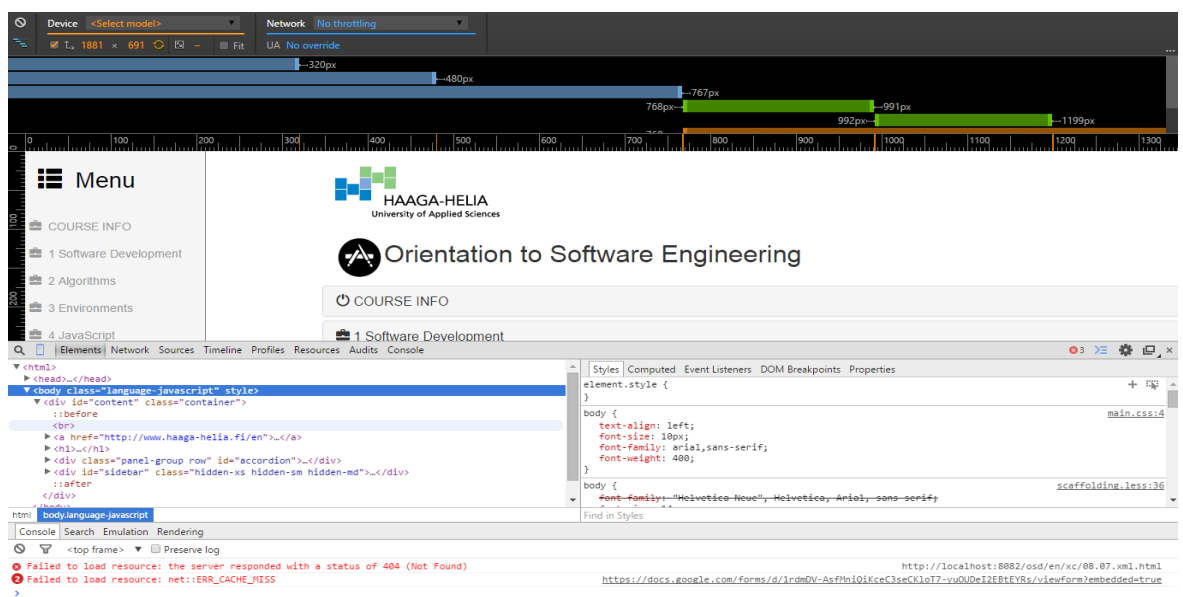 Device <Select model> ▼ Network No throttling ▼
1881 × 691 – Fit UA No override
...
320px
480px
767px
768px 991px
992px 1199px
0 100 200 300 400 500 600 700 800 900 1000 1100 1200 1300
Menu
HAAGA-HELIA
University of Applied Sciences
COURSE INFO
1 Software Development
Orientation to Software Engineering
2 Algorithms
3 Environments
COURSE INFO
4 JavaScript
1 Software Development
Elements Network Sources Timeline Profiles Resources Audits Console 3
▼<html>
▶<head>…</head>
▼<body class="language-javascript" style>
▼<div id="content" class="container">
::before
<br>
▶<a href="http://www.haaga-helia.fi/en">…</a>
▶<h1>…</h1>
▶<div class="panel-group row" id="accordion">…</div>
▶<div id="sidebar" class="hidden-xs hidden-sm hidden-md">…</div>
::after
</div>
html body.language-javascript
Styles Computed Event Listeners DOM Breakpoints Properties
element.style {
}
body { main.css:4
text-align: left;
font-size: 10px;
font-family: arial,sans-serif;
font-weight: 400;
}
body { scaffolding.less:36
font-family: "Helvetica Neue", Helvetica, Arial, sans-serif;
Find in Styles
Console Search Emulation Rendering
<top frame> ▼ Preserve log
Failed to load resource: the server responded with a status of 404 (Not Found) http://localhost:8082/osd/en/xc/08.07.xml.html
2 Failed to load resource: net::ERR_CACHE_MISS https://docs.google.com/forms/d/1rdmDV-AsfMniOiKceC3seCKloT7-yuOUDeI2EBtEYRs/viewform?embedded=true
>